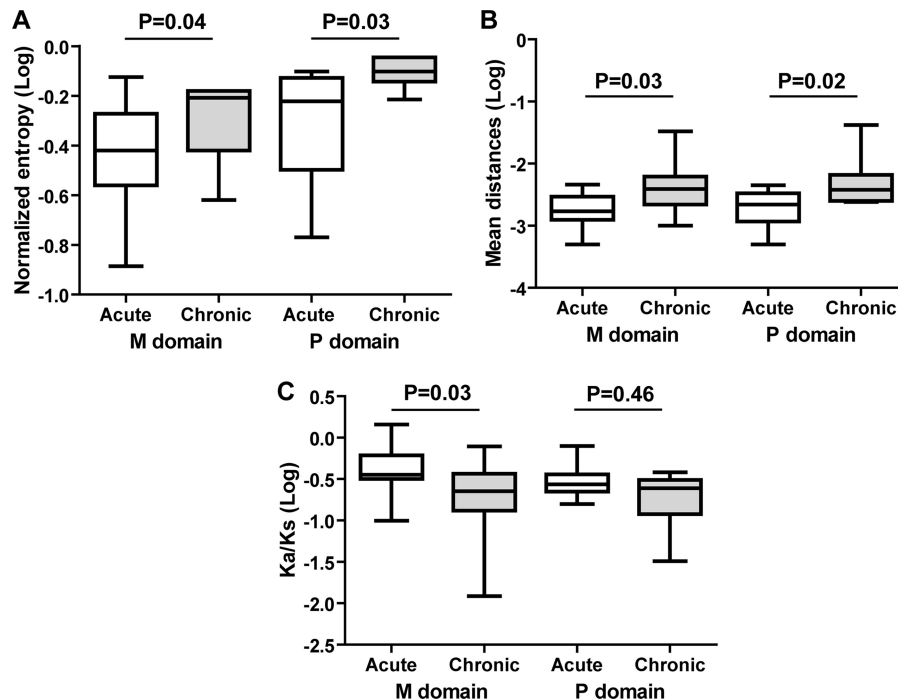 A
P=0.04
P=0.03
Normalized entropy (Log)
0.0
-0.2
-0.4
-0.6
-0.8
-1.0
Acute
Chronic
Acute
Chronic
M domain
P domain
B
P=0.03
P=0.02
Mean distances (Log)
0
-1
-2
-3
-4
Acute
Chronic
Acute
Chronic
M domain
P domain
C
P=0.03
P=0.46
Ka/Ks (Log)
0.5
0.0
-0.5
-1.0
-1.5
-2.0
-2.5
Acute
Chronic
Acute
Chronic
M domain
P domain